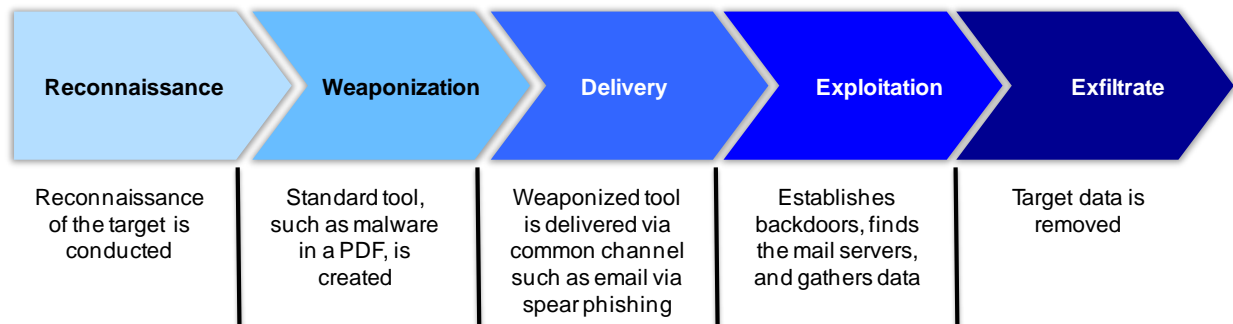 Reconnaissance
Weaponization
Delivery
Exploitation
Exfiltrate
Reconnaissance
of the target is
conducted
Standard tool,
such as malware
in a PDF, is
created
Weaponized tool
is delivered via
common channel
such as email via
spear phishing
Establishes
backdoors, finds
the mail servers,
and gathers data
Target data is
removed